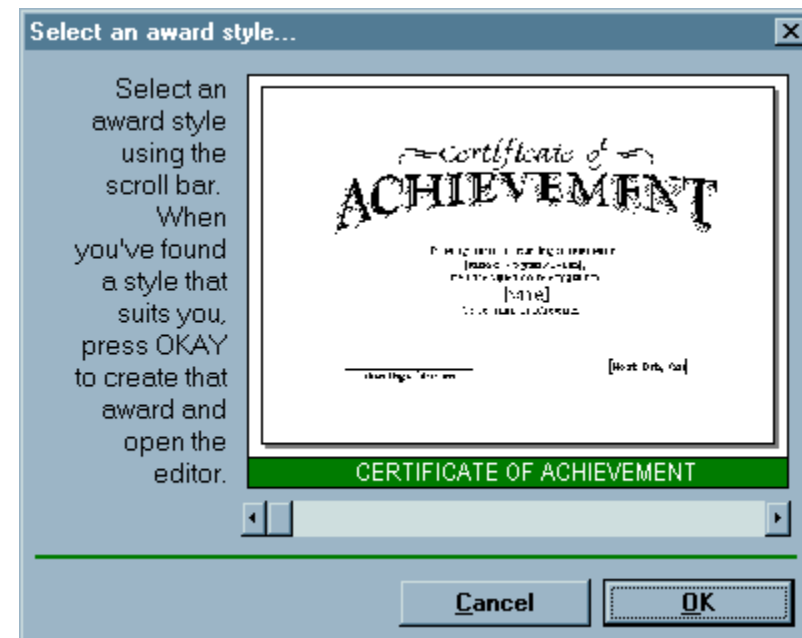 Select an award style...
Select an
award style
using the
scroll bar.
When
you've found
a style that
suits you,
press OKAY
to create that
award and
open the
editor.
Certificate of
ACHIEVEMENT
[Name]
CERTIFICATE OF ACHIEVEMENT
Cancel
OK